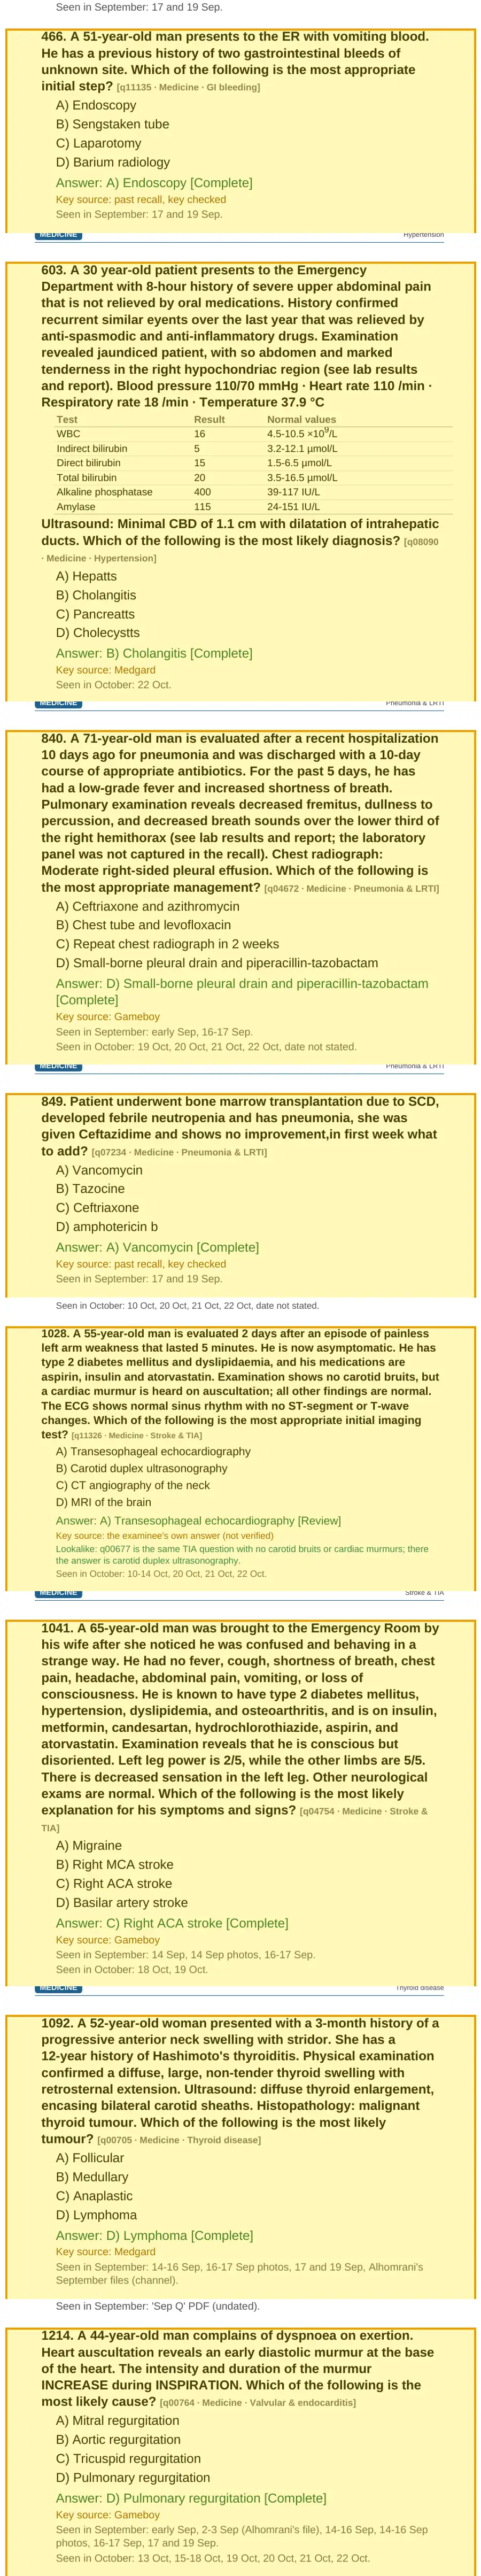 Seen in September: 17 and 19 Sep.
466. A 51-year-old man presents to the ER with vomiting blood.
He has a previous history of two gastrointestinal bleeds of
unknown site. Which of the following is the most appropriate
initial step? [q11135 · Medicine · GI bleeding]
A) Endoscopy
B) Sengstaken tube
C) Laparotomy
D) Barium radiology
Answer: A) Endoscopy [Complete]
Key source: past recall, key checked
Seen in September: 17 and 19 Sep.
MEDICINE Hypertension
603. A 30 year-old patient presents to the Emergency
Department with 8-hour history of severe upper abdominal pain
that is not relieved by oral medications. History confirmed
recurrent similar eyents over the last year that was relieved by
anti-spasmodic and anti-inflammatory drugs. Examination
revealed jaundiced patient, with so abdomen and marked
tenderness in the right hypochondriac region (see lab results
and report). Blood pressure 110/70 mmHg · Heart rate 110 /min ·
Respiratory rate 18 /min · Temperature 37.9 °C
Test Result Normal values
WBC 16 4.5-10.5 ×10⁹/L
Indirect bilirubin 5 3.2-12.1 µmol/L
Direct bilirubin 15 1.5-6.5 µmol/L
Total bilirubin 20 3.5-16.5 µmol/L
Alkaline phosphatase 400 39-117 IU/L
Amylase 115 24-151 IU/L
Ultrasound: Minimal CBD of 1.1 cm with dilatation of intrahepatic
ducts. Which of the following is the most likely diagnosis? [q08090
· Medicine · Hypertension]
A) Hepatts
B) Cholangitis
C) Pancreatts
D) Cholecystts
Answer: B) Cholangitis [Complete]
Key source: Medgard
Seen in October: 22 Oct.
MEDICINE Pneumonia & LRTI
840. A 71-year-old man is evaluated after a recent hospitalization
10 days ago for pneumonia and was discharged with a 10-day
course of appropriate antibiotics. For the past 5 days, he has
had a low-grade fever and increased shortness of breath.
Pulmonary examination reveals decreased fremitus, dullness to
percussion, and decreased breath sounds over the lower third of
the right hemithorax (see lab results and report; the laboratory
panel was not captured in the recall). Chest radiograph:
Moderate right-sided pleural effusion. Which of the following is
the most appropriate management? [q04672 · Medicine · Pneumonia & LRTI]
A) Ceftriaxone and azithromycin
B) Chest tube and levofloxacin
C) Repeat chest radiograph in 2 weeks
D) Small-borne pleural drain and piperacillin-tazobactam
Answer: D) Small-borne pleural drain and piperacillin-tazobactam
[Complete]
Key source: Gameboy
Seen in September: early Sep, 16-17 Sep.
Seen in October: 19 Oct, 20 Oct, 21 Oct, 22 Oct, date not stated.
MEDICINE Pneumonia & LRTI
849. Patient underwent bone marrow transplantation due to SCD,
developed febrile neutropenia and has pneumonia, she was
given Ceftazidime and shows no improvement,in first week what
to add? [q07234 · Medicine · Pneumonia & LRTI]
A) Vancomycin
B) Tazocine
C) Ceftriaxone
D) amphotericin b
Answer: A) Vancomycin [Complete]
Key source: past recall, key checked
Seen in September: 17 and 19 Sep.
Seen in October: 10 Oct, 20 Oct, 21 Oct, 22 Oct, date not stated.
1028. A 55-year-old man is evaluated 2 days after an episode of painless
left arm weakness that lasted 5 minutes. He is now asymptomatic. He has
type 2 diabetes mellitus and dyslipidaemia, and his medications are
aspirin, insulin and atorvastatin. Examination shows no carotid bruits, but
a cardiac murmur is heard on auscultation; all other findings are normal.
The ECG shows normal sinus rhythm with no ST-segment or T-wave
changes. Which of the following is the most appropriate initial imaging
test? [q11326 · Medicine · Stroke & TIA]
A) Transesophageal echocardiography
B) Carotid duplex ultrasonography
C) CT angiography of the neck
D) MRI of the brain
Answer: A) Transesophageal echocardiography [Review]
Key source: the examinee's own answer (not verified)
Lookalike: q00677 is the same TIA question with no carotid bruits or cardiac murmurs; there
the answer is carotid duplex ultrasonography.
Seen in October: 10-14 Oct, 20 Oct, 21 Oct, 22 Oct.
MEDICINE Stroke & TIA
1041. A 65-year-old man was brought to the Emergency Room by
his wife after she noticed he was confused and behaving in a
strange way. He had no fever, cough, shortness of breath, chest
pain, headache, abdominal pain, vomiting, or loss of
consciousness. He is known to have type 2 diabetes mellitus,
hypertension, dyslipidemia, and osteoarthritis, and is on insulin,
metformin, candesartan, hydrochlorothiazide, aspirin, and
atorvastatin. Examination reveals that he is conscious but
disoriented. Left leg power is 2/5, while the other limbs are 5/5.
There is decreased sensation in the left leg. Other neurological
exams are normal. Which of the following is the most likely
explanation for his symptoms and signs? [q04754 · Medicine · Stroke &
TIA]
A) Migraine
B) Right MCA stroke
C) Right ACA stroke
D) Basilar artery stroke
Answer: C) Right ACA stroke [Complete]
Key source: Gameboy
Seen in September: 14 Sep, 14 Sep photos, 16-17 Sep.
Seen in October: 18 Oct, 19 Oct.
MEDICINE Thyroid disease
1092. A 52-year-old woman presented with a 3-month history of a
progressive anterior neck swelling with stridor. She has a
12-year history of Hashimoto's thyroiditis. Physical examination
confirmed a diffuse, large, non-tender thyroid swelling with
retrosternal extension. Ultrasound: diffuse thyroid enlargement,
encasing bilateral carotid sheaths. Histopathology: malignant
thyroid tumour. Which of the following is the most likely
tumour? [q00705 · Medicine · Thyroid disease]
A) Follicular
B) Medullary
C) Anaplastic
D) Lymphoma
Answer: D) Lymphoma [Complete]
Key source: Medgard
Seen in September: 14-16 Sep, 16-17 Sep photos, 17 and 19 Sep, Alhomrani's
September files (channel).
Seen in September: 'Sep Q' PDF (undated).
1214. A 44-year-old man complains of dyspnoea on exertion.
Heart auscultation reveals an early diastolic murmur at the base
of the heart. The intensity and duration of the murmur
INCREASE during INSPIRATION. Which of the following is the
most likely cause? [q00764 · Medicine · Valvular & endocarditis]
A) Mitral regurgitation
B) Aortic regurgitation
C) Tricuspid regurgitation
D) Pulmonary regurgitation
Answer: D) Pulmonary regurgitation [Complete]
Key source: Gameboy
Seen in September: early Sep, 2-3 Sep (Alhomrani's file), 14-16 Sep, 14-16 Sep
photos, 16-17 Sep, 17 and 19 Sep.
Seen in October: 13 Oct, 15-18 Oct, 19 Oct, 20 Oct, 21 Oct, 22 Oct.